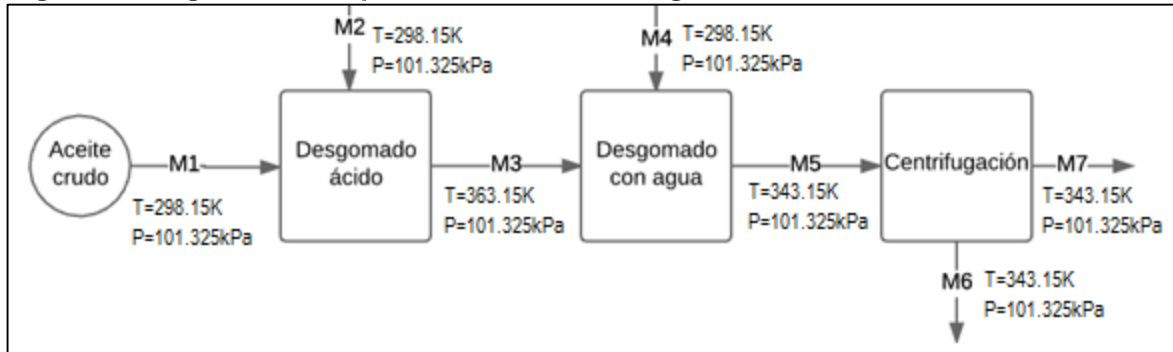 M2
T=298.15K
P=101.325kPa
M4
T=298.15K
P=101.325kPa
Aceite
crudo
M1
T=298.15K
P=101.325kPa
Desgomado
ácido
M3
T=363.15K
P=101.325kPa
Desgomado
con agua
M5
T=343.15K
P=101.325kPa
Centrifugación
M7
T=343.15K
P=101.325kPa
M6
T=343.15K
P=101.325kPa